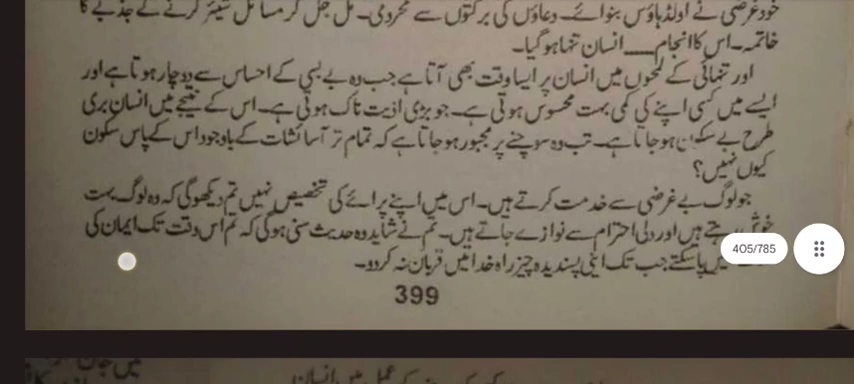 خودغرضی نے اولڈ ہاؤس بنوائے۔ دعاؤں کی برکتوں سے محرومی۔ مل جل کر مسائل شیئر کرنے کے جذبے کا
خاتمہ۔ اس کا انجام......انسان تنہا ہو گیا۔
اور تنہائی کے لمحوں میں انسان پر ایسا وقت بھی آتا ہے جب وہ بے بسی کے احساس سے دوچار ہوتا ہے اور
ایسے میں کسی اپنے کی کمی بہت محسوس ہوتی ہے۔ جو بڑی اذیت ناک ہوتی ہے۔ اس کے نتیجے میں انسان بری
طرح بے سکون ہو جاتا ہے۔ تب وہ سوچنے پر مجبور ہو جاتا ہے کہ تمام تر آسائشات کے باوجود اس کے پاس سکون
کیوں نہیں؟
جو لوگ بے غرضی سے خدمت کرتے ہیں۔ اس میں اپنے پرائے کی تخصیص نہیں تم دیکھو گی کہ وہ لوگ بہت
خوش رہتے ہیں اور دلی احترام سے نوازے جاتے ہیں۔ تم نے شاید وہ حدیث سنی ہوگی کہ تم اس وقت تک ایمان کی
پاسکتے جب تک اپنی پسندیدہ چیز راہ خدا میں قربان نہ کر دو۔
405/785
399